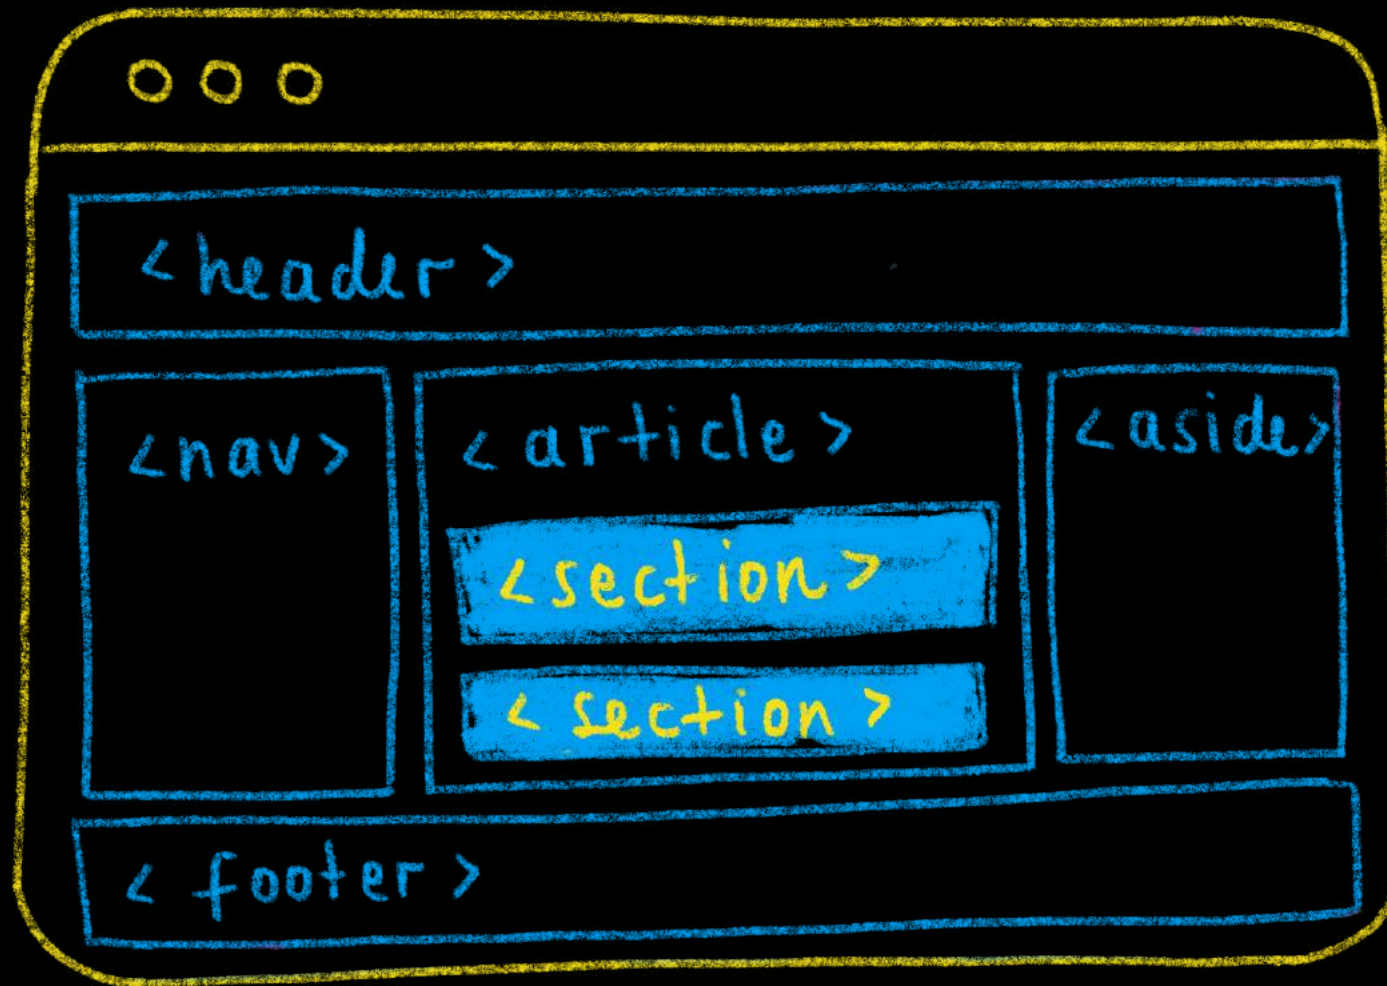 <header>
<nav>
<article>
<aside>
<section>
<section>
<footer>